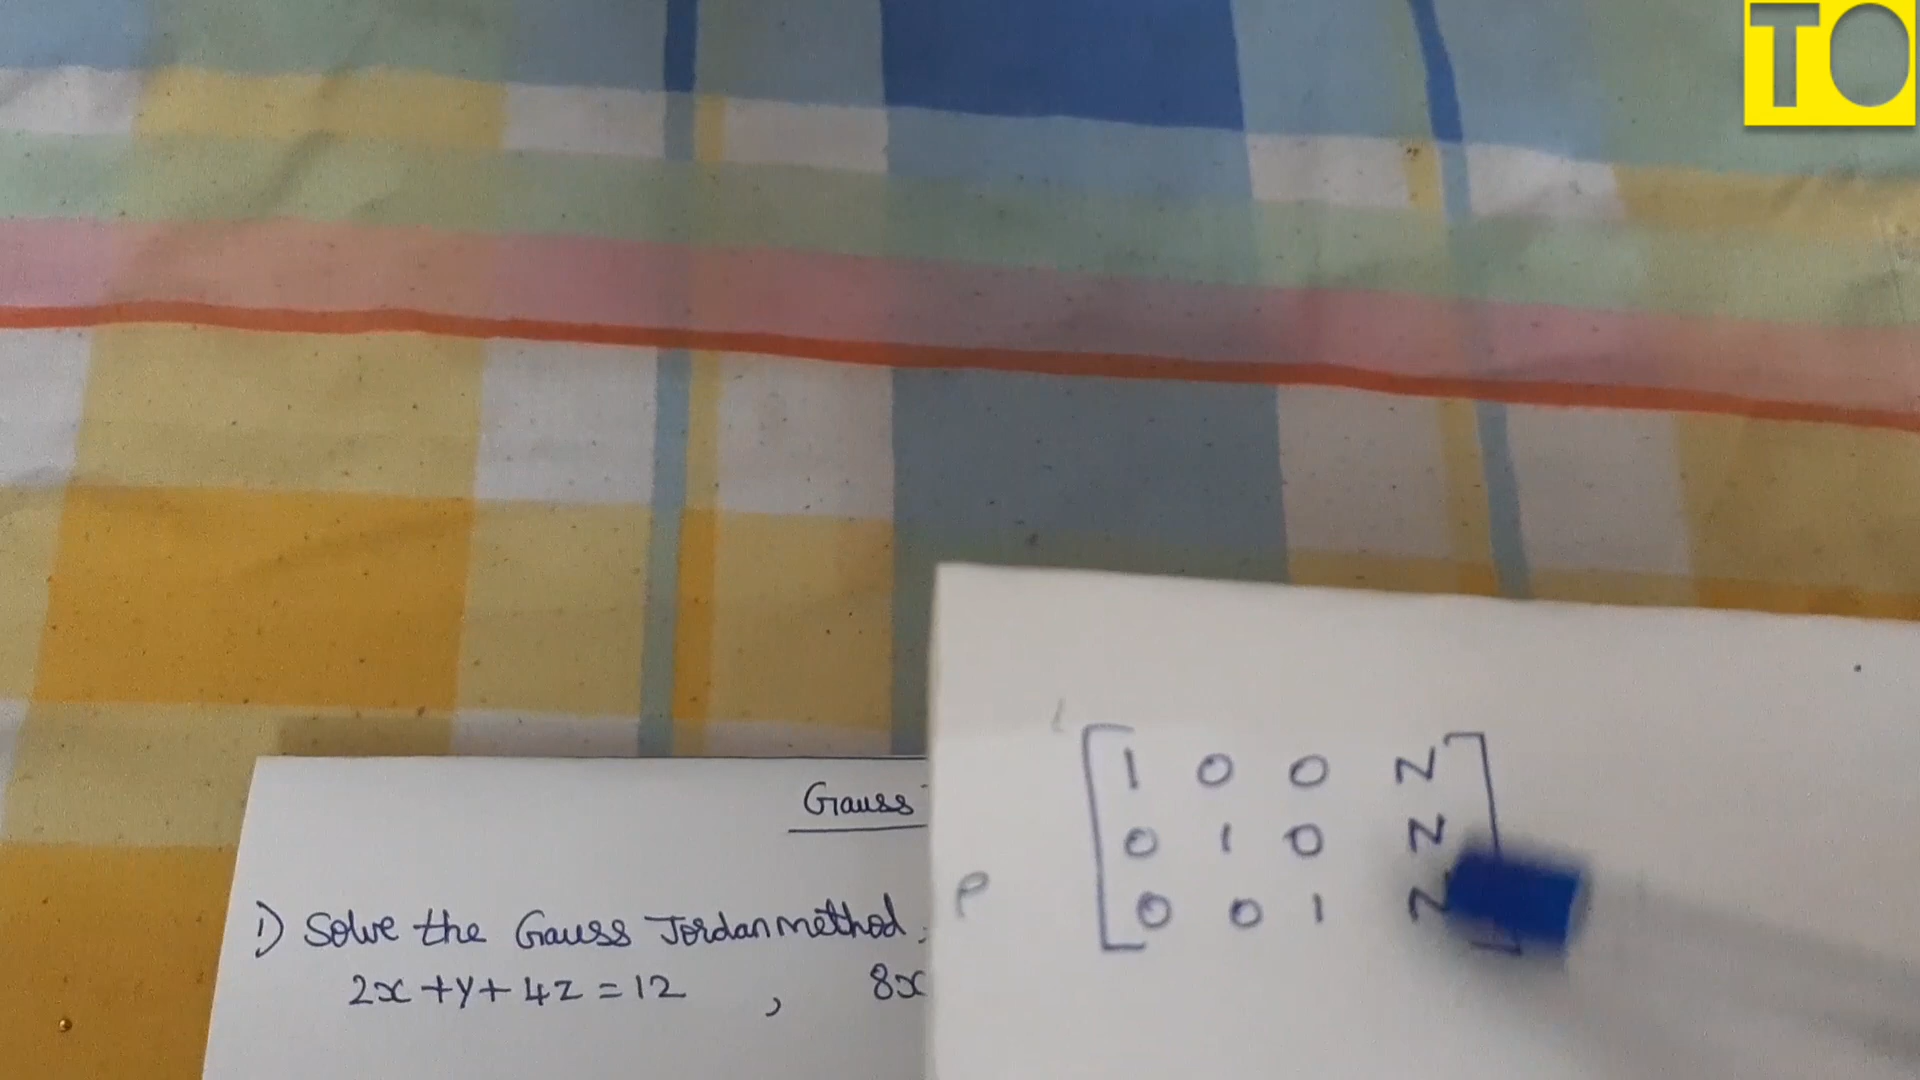 TO
Gauss
1) Solve the Gauss Jordan method
2x + y + 4z = 12 , 8x
1 0 0 N
0 1 0 N
0 0 1 N